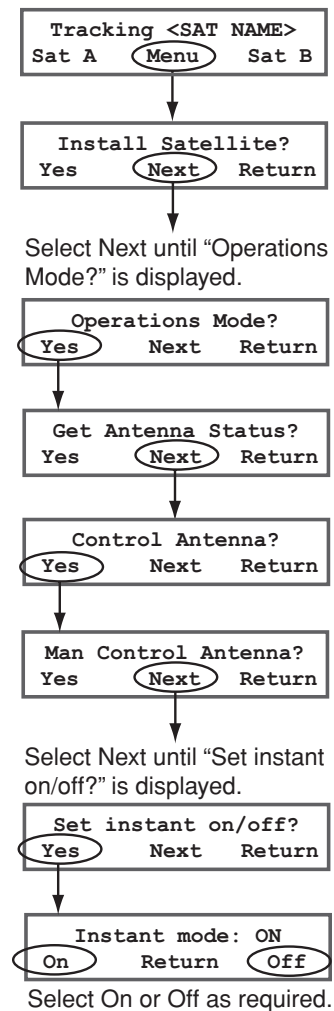 Tracking <SAT NAME>
Sat A Menu Sat B
Install Satellite?
Yes Next Return
Select Next until “Operations
Mode?” is displayed.
Operations Mode?
Yes Next Return
Get Antenna Status?
Yes Next Return
Control Antenna?
Yes Next Return
Man Control Antenna?
Yes Next Return
Select Next until “Set instant
on/off?” is displayed.
Set instant on/off?
Yes Next Return
Instant mode: ON
On Return Off
Select On or Off as required.